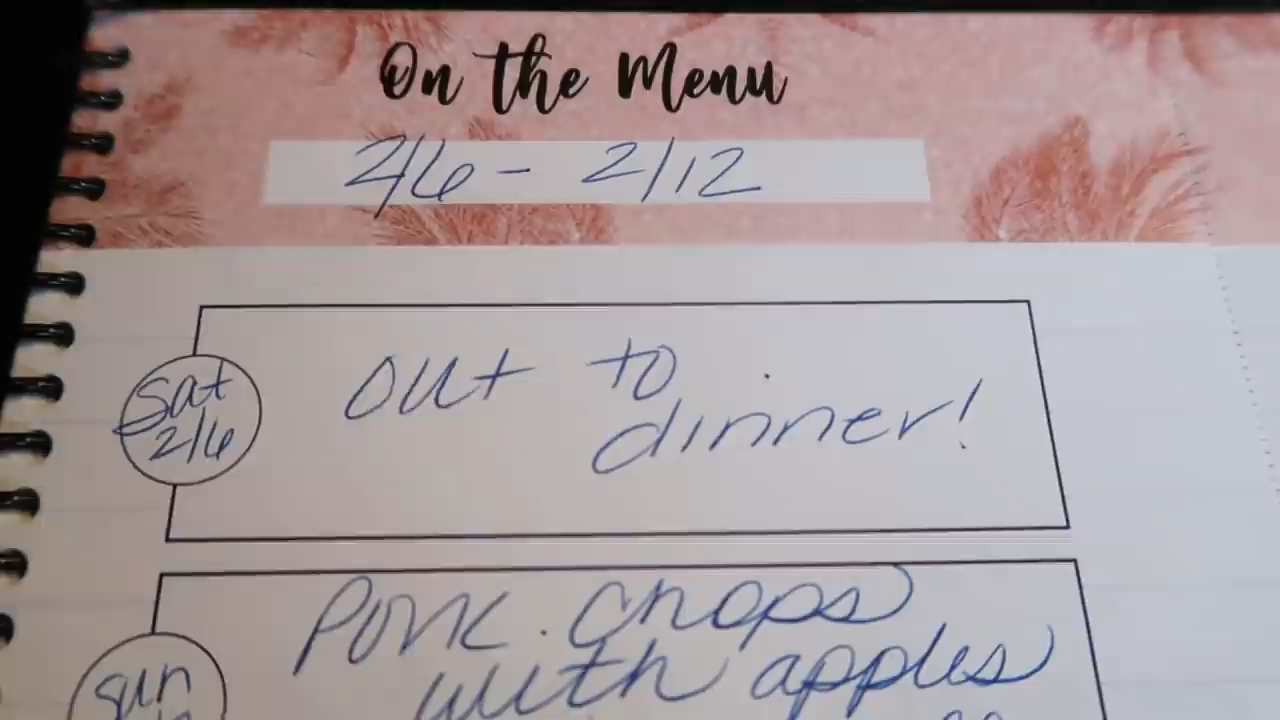 On the Menu
2/6 - 2/12
Sat
2/6
out to
dinner!
Pork chops
with apples
Sun